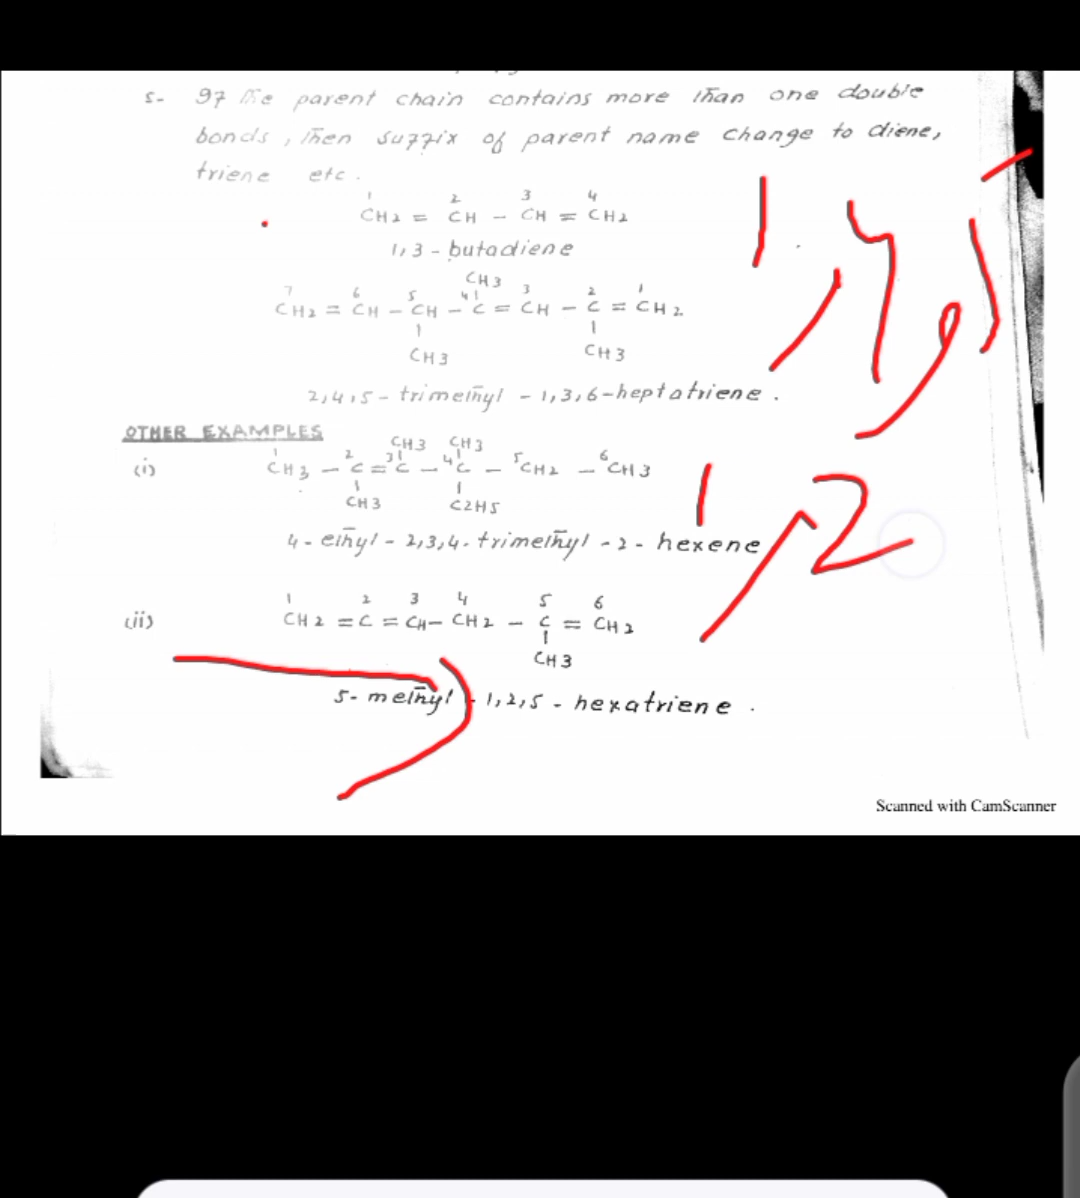 5- If the parent chain contains more than one double
bonds, then suffix of parent name change to diene,
triene etc.
1 2 3 4
CH2 = CH - CH = CH2
1,3 - butadiene
CH3
7 6 5 4 3 2 1
CH2 = CH - CH - C = CH - C = CH2
CH3 CH3
2,4,5 - trimethyl - 1,3,6-heptatriene.
OTHER EXAMPLES
CH3 CH3
1 2 3 4 5 6
(i) CH3 - C = C - C - CH2 - CH3
CH3 C2H5
4 - ethyl - 2,3,4 - trimethyl - 2 - hexene
1 2 3 4 5 6
(ii) CH2 = C = CH - CH2 - C = CH2
CH3
5 - methyl - 1,2,5 - hexatriene.
1,4,5
1,2
Scanned with CamScanner